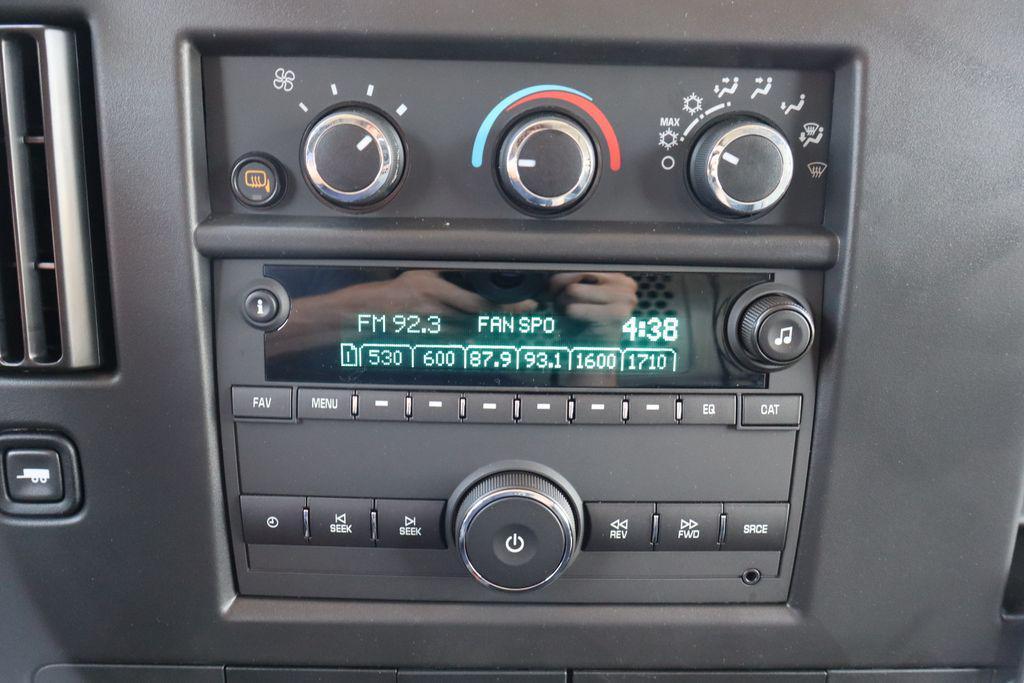 MAX
i
FM 92.3 FAN SPO 4:38
1 530 600 87.9 93.1 1600 1710
FAV MENU EQ CAT
SEEK SEEK REV FWD SRCE